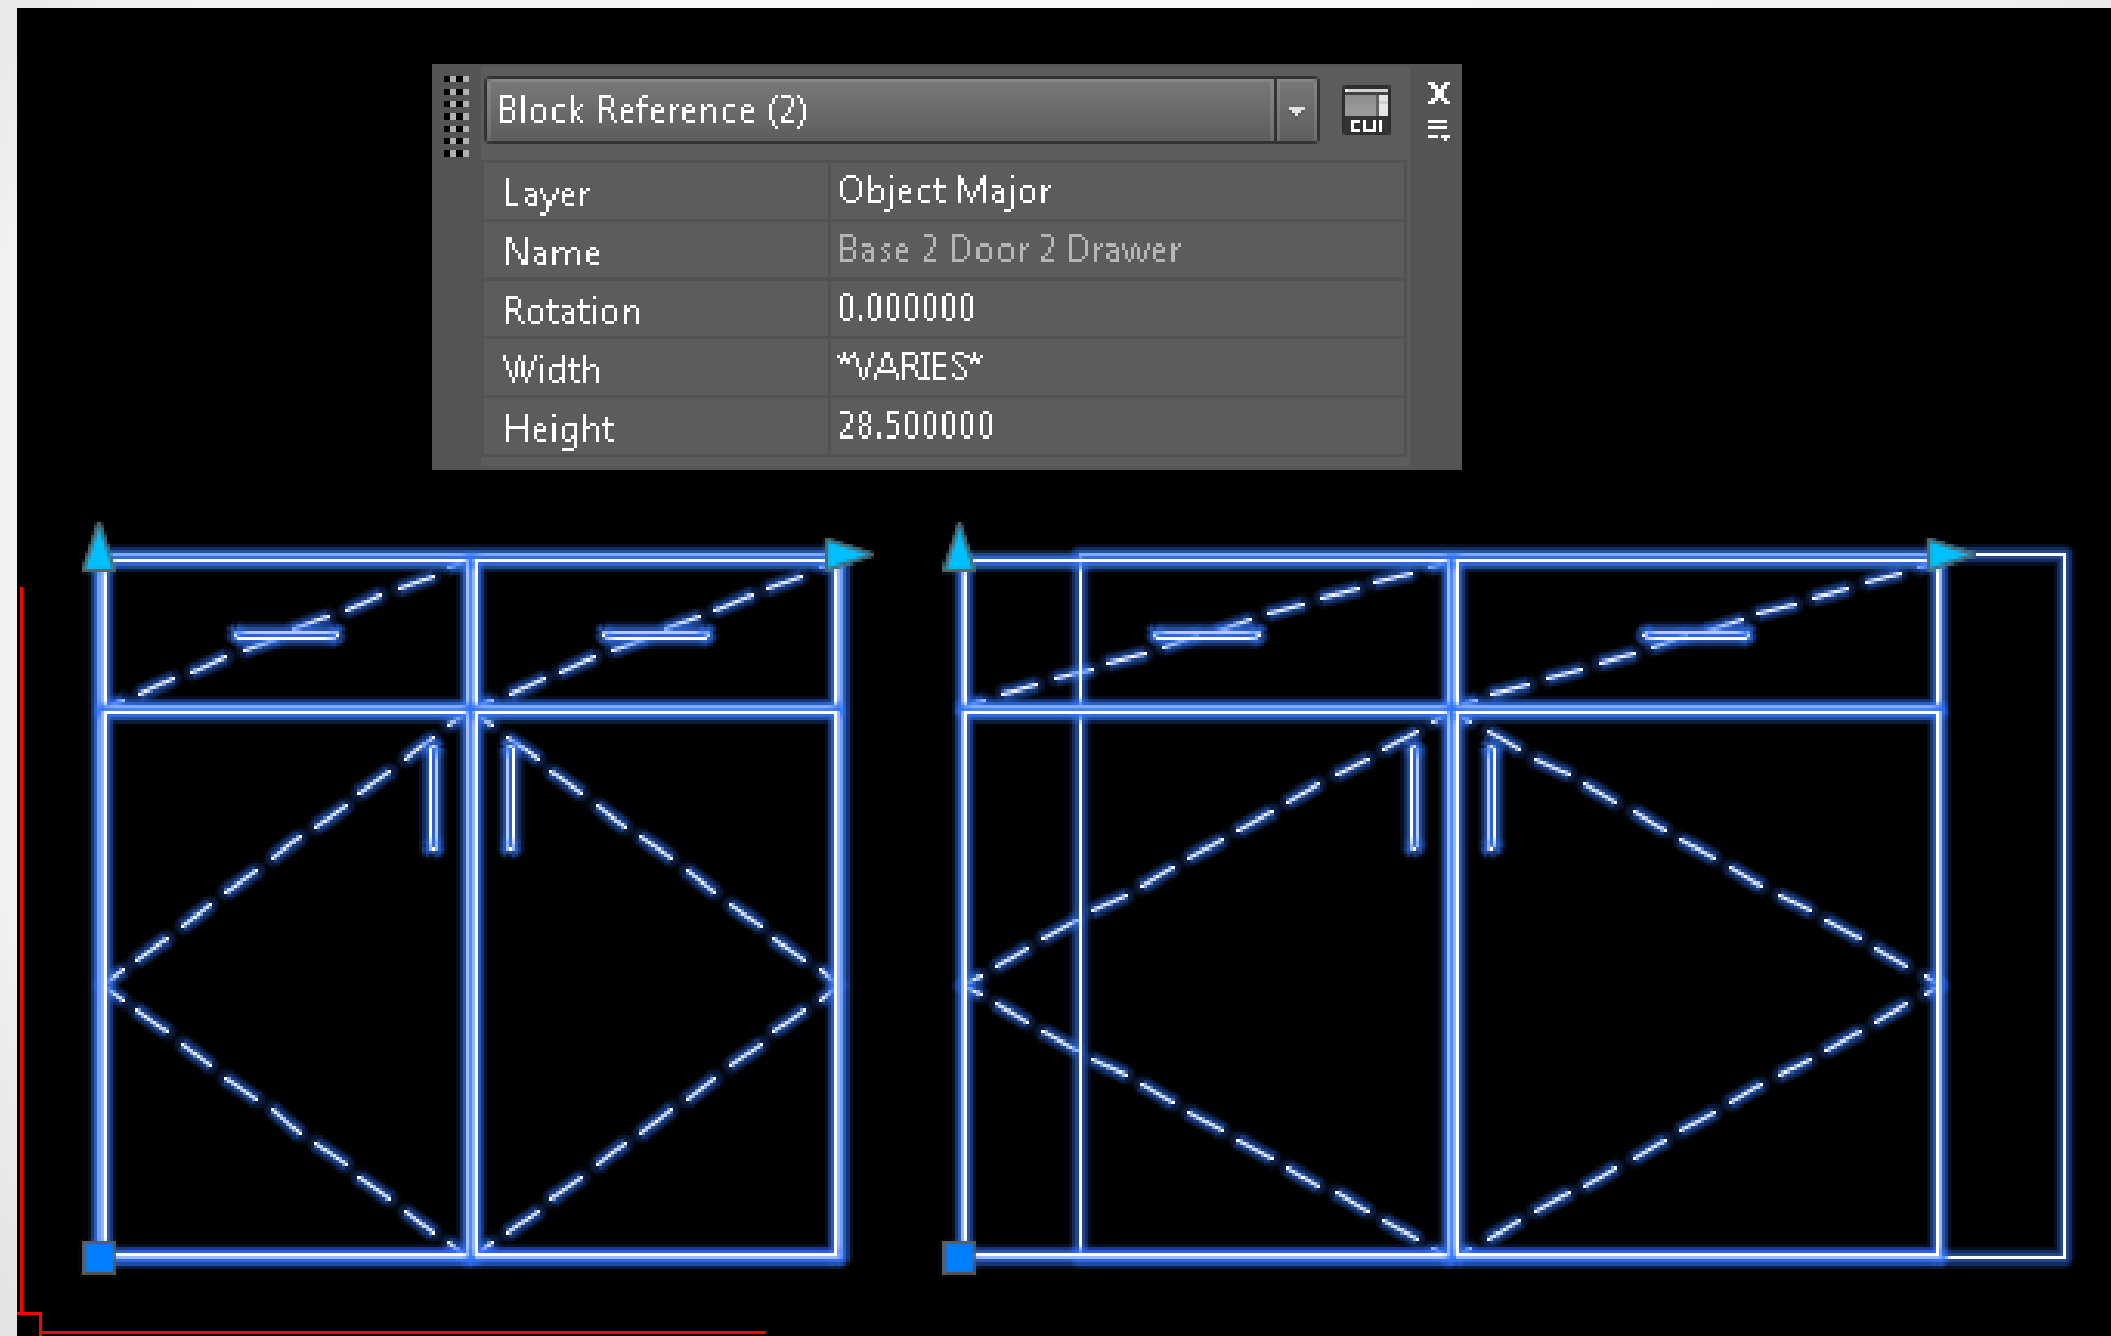 Block Reference (2)
CUI
Layer Object Major
Name Base 2 Door 2 Drawer
Rotation 0.000000
Width *VARIES*
Height 28.500000